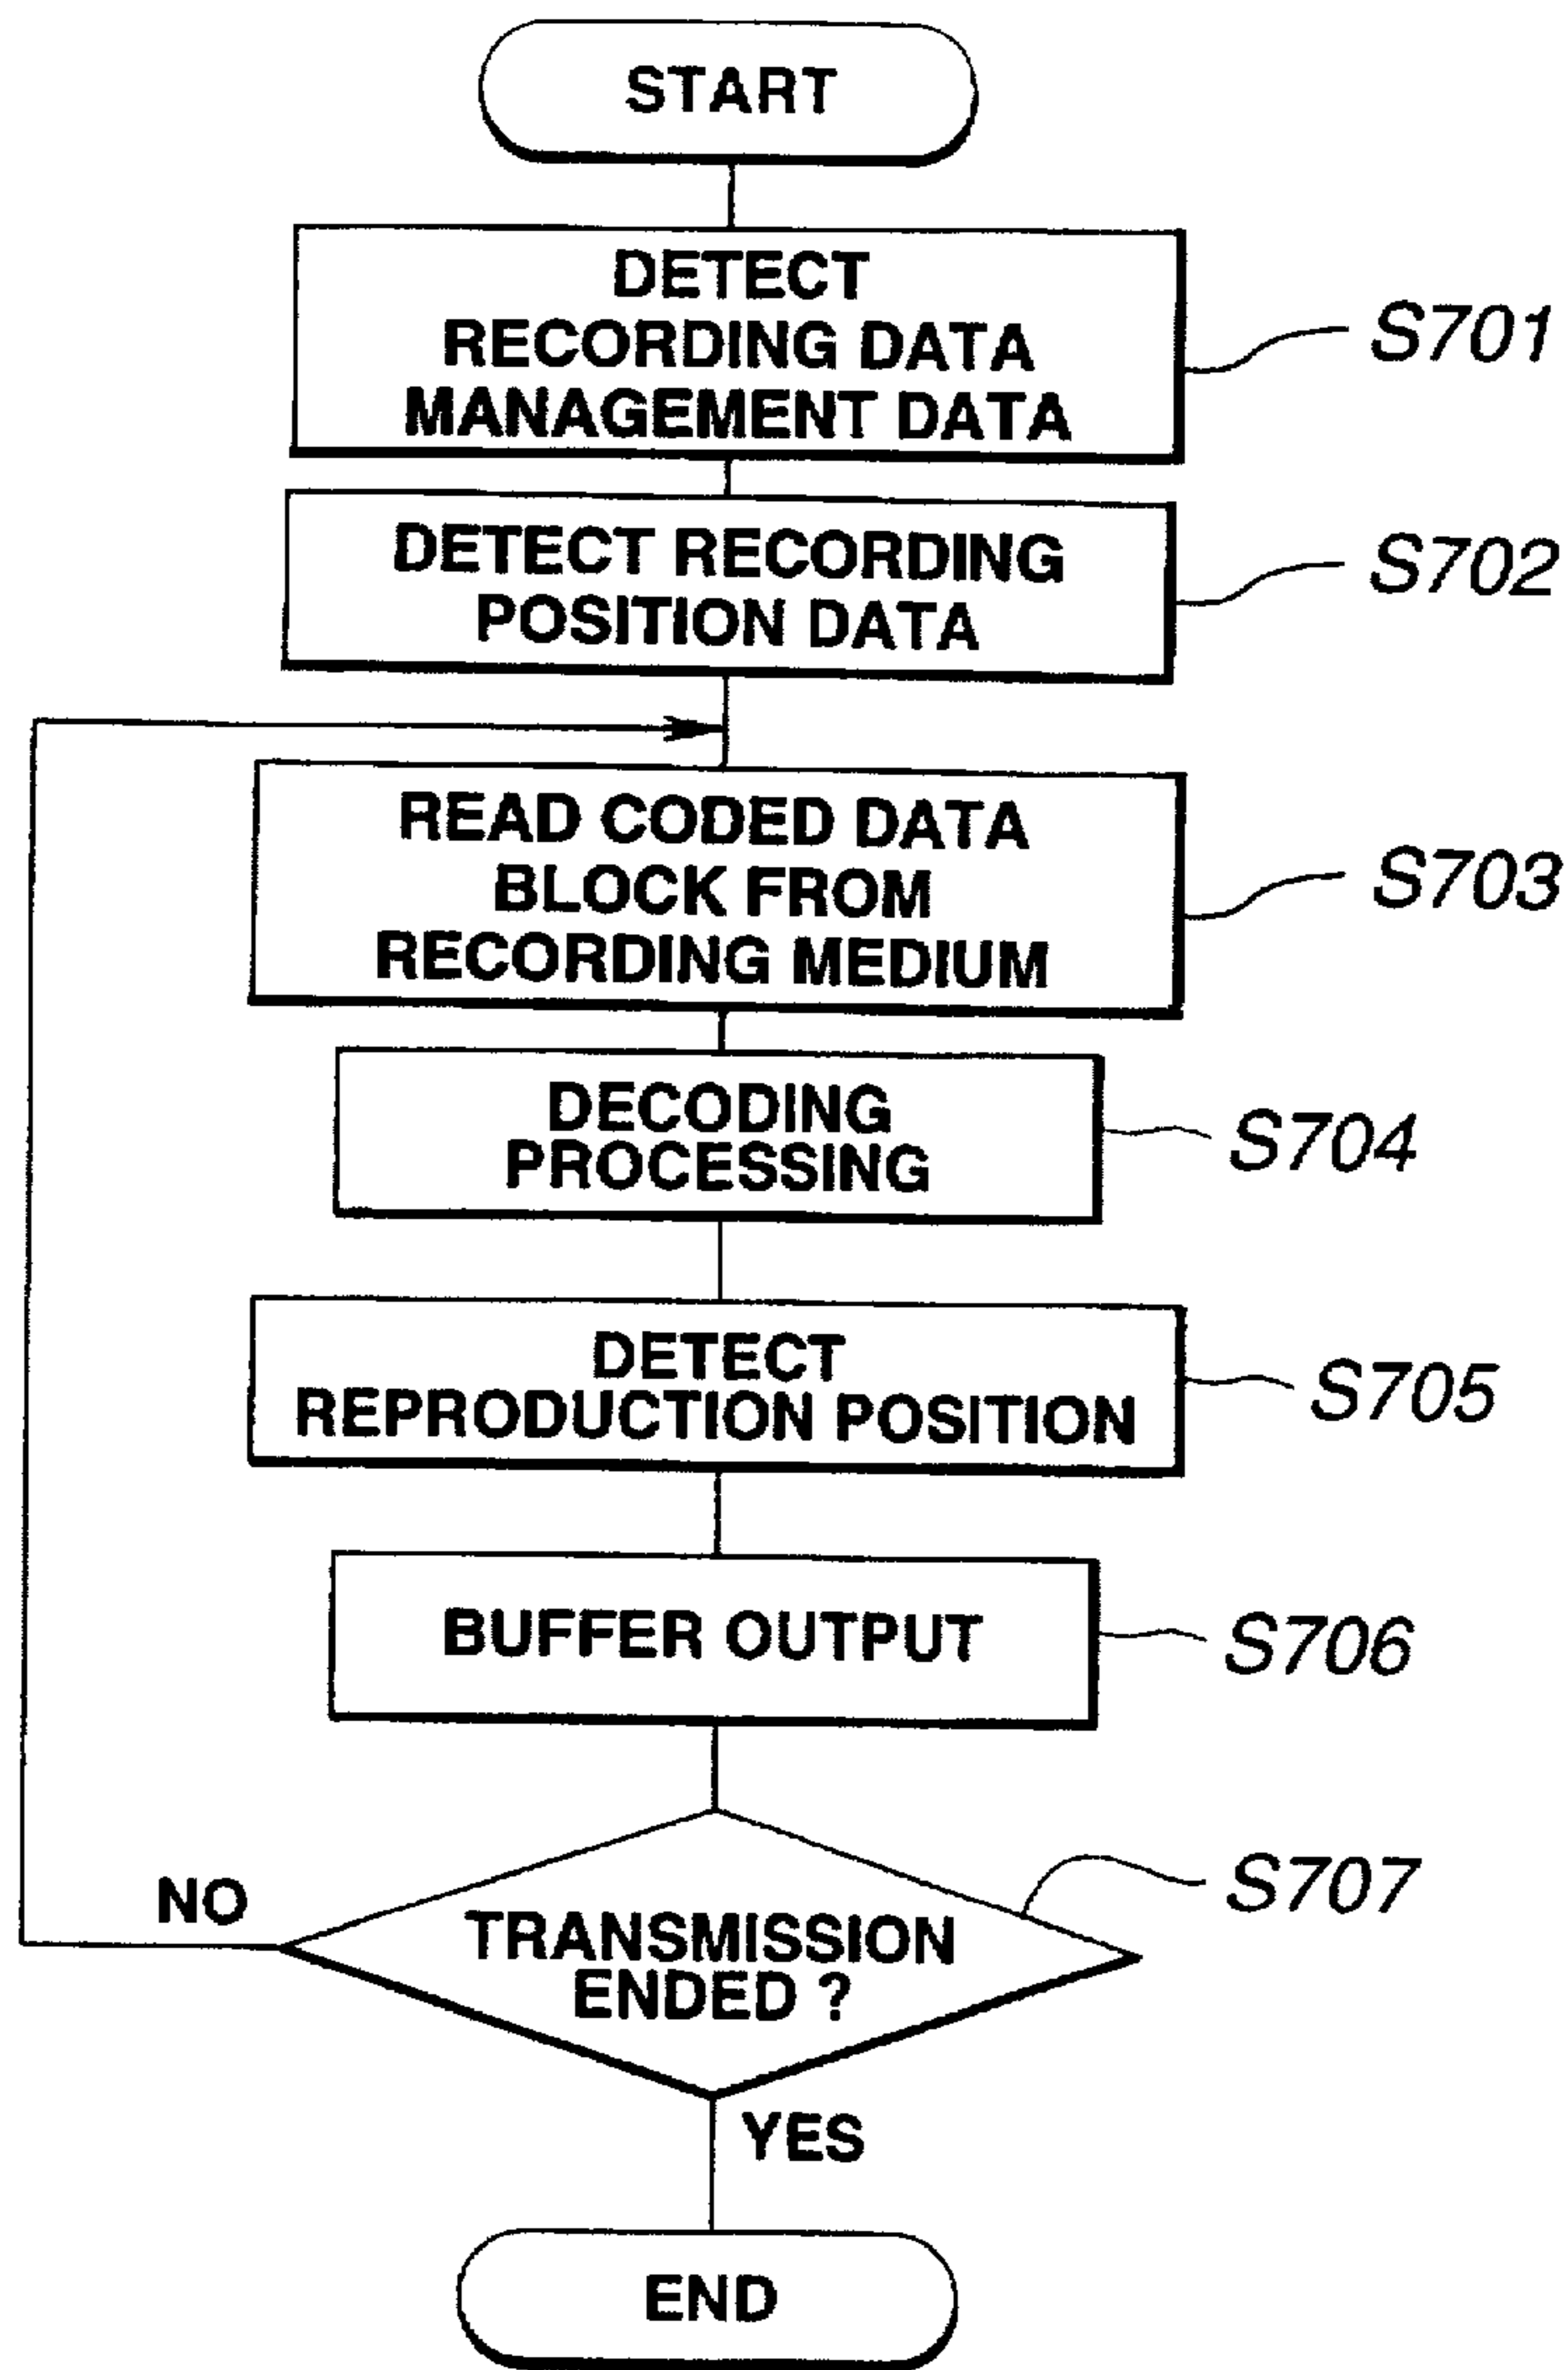 START
DETECT
RECORDING DATA
MANAGEMENT DATA
S701
DETECT RECORDING
POSITION DATA
S702
READ CODED DATA
BLOCK FROM
RECORDING MEDIUM
S703
DECODING
PROCESSING
S704
DETECT
REPRODUCTION POSITION
S705
BUFFER OUTPUT
S706
TRANSMISSION
ENDED ?
S707
NO
YES
END